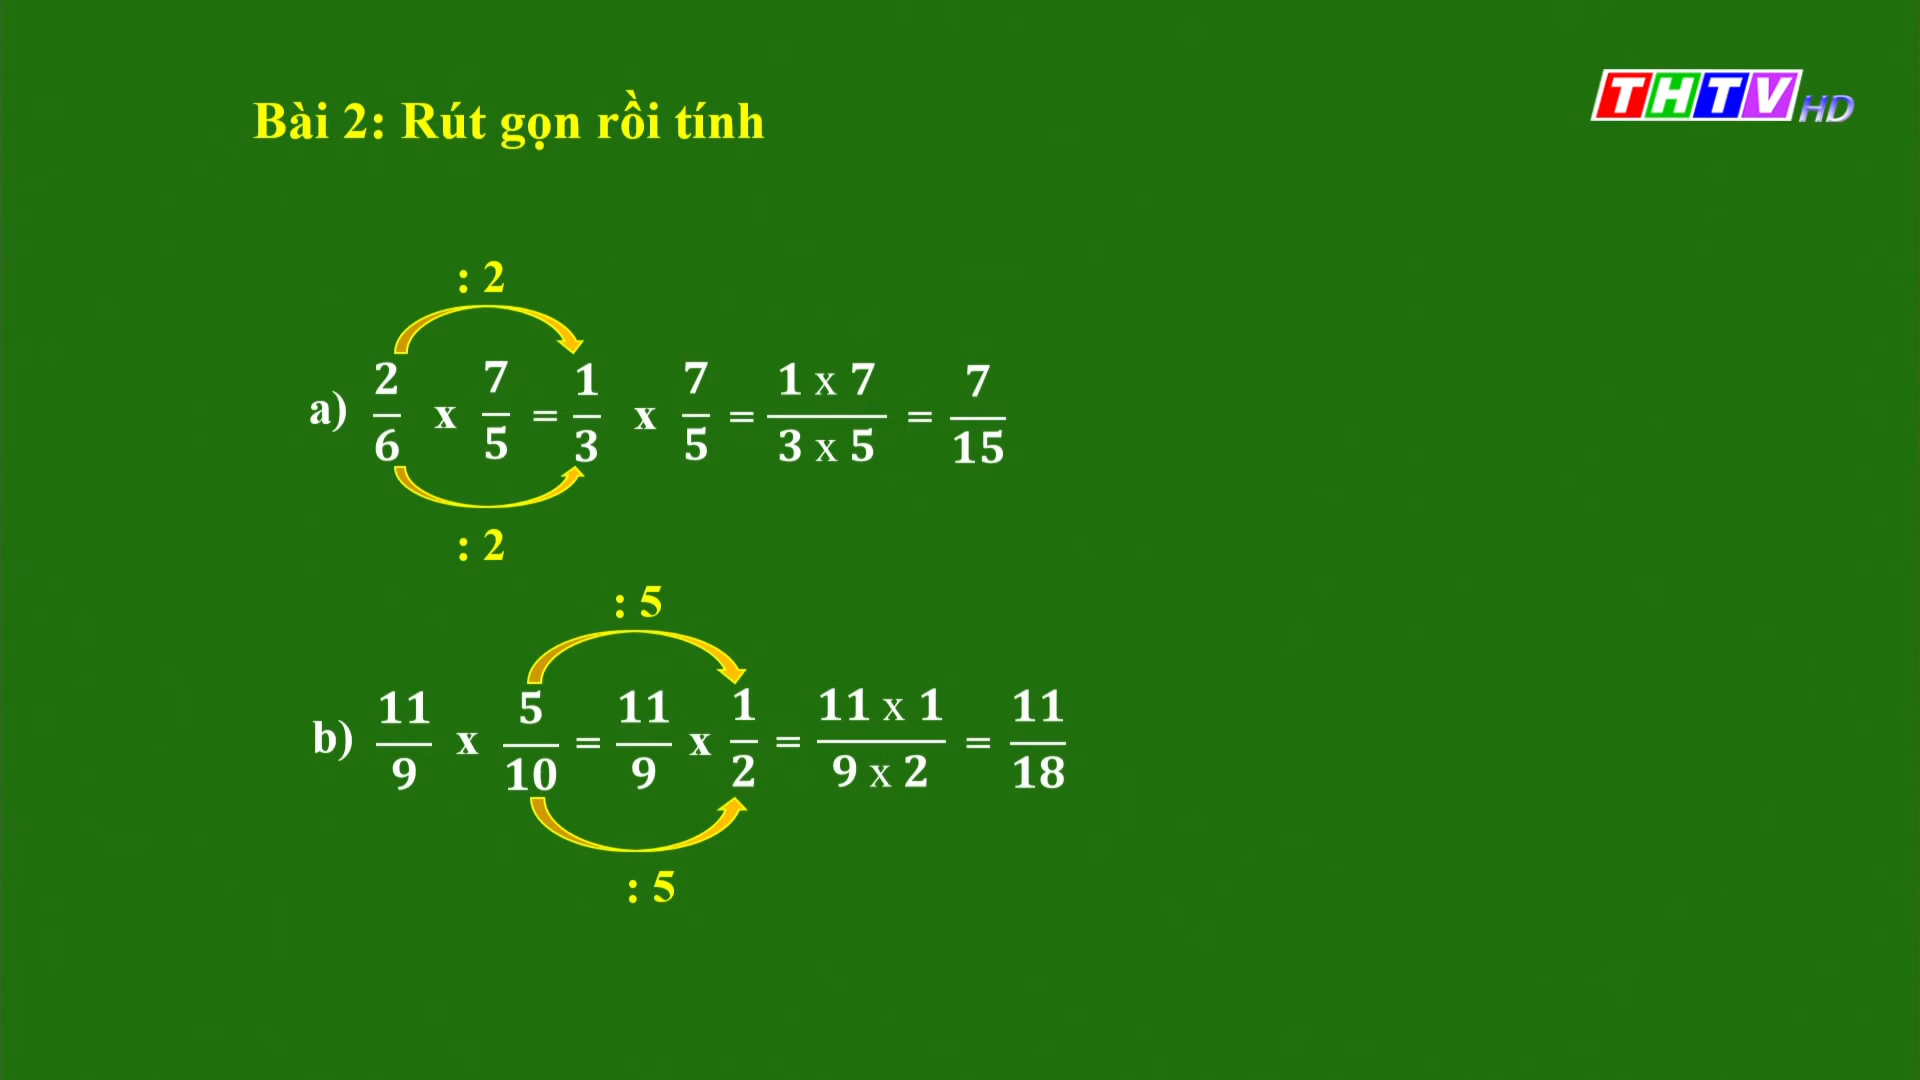 Bài 2: Rút gọn rồi tính
THTV HD
: 2
a) 2/6 x 7/5 = 1/3 x 7/5 = 1 x 7/3 x 5 = 7/15
: 2
: 5
b) 11/9 x 5/10 = 11/9 x 1/2 = 11 x 1/9 x 2 = 11/18
: 5